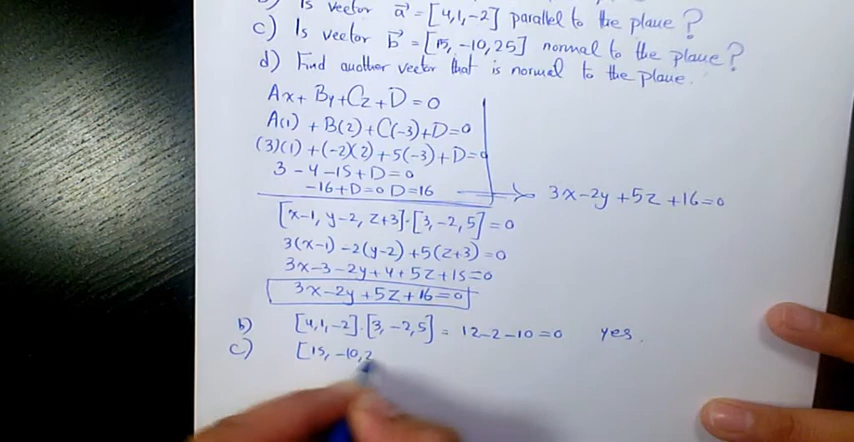 b) Is vector a⃗ = [4,1,-2] parallel to the plane?
c) Is vector b⃗ = [15, -10, 25] normal to the plane?
d) Find another vector that is normal to the plane.
Ax + By + Cz + D = 0
A(1) + B(2) + C(-3) + D = 0
(3)(1) + (-2)(2) + 5(-3) + D = 0
3 - 4 - 15 + D = 0
-16 + D = 0 D = 16 → 3x - 2y + 5z + 16 = 0
[x-1, y-2, z+3]·[3, -2, 5] = 0
3(x-1) - 2(y-2) + 5(z+3) = 0
3x - 3 - 2y + 4 + 5z + 15 = 0
3x - 2y + 5z + 16 = 0
b) [4,1,-2]·[3, -2, 5] = 12 - 2 - 10 = 0 yes.
c) [15, -10, 2